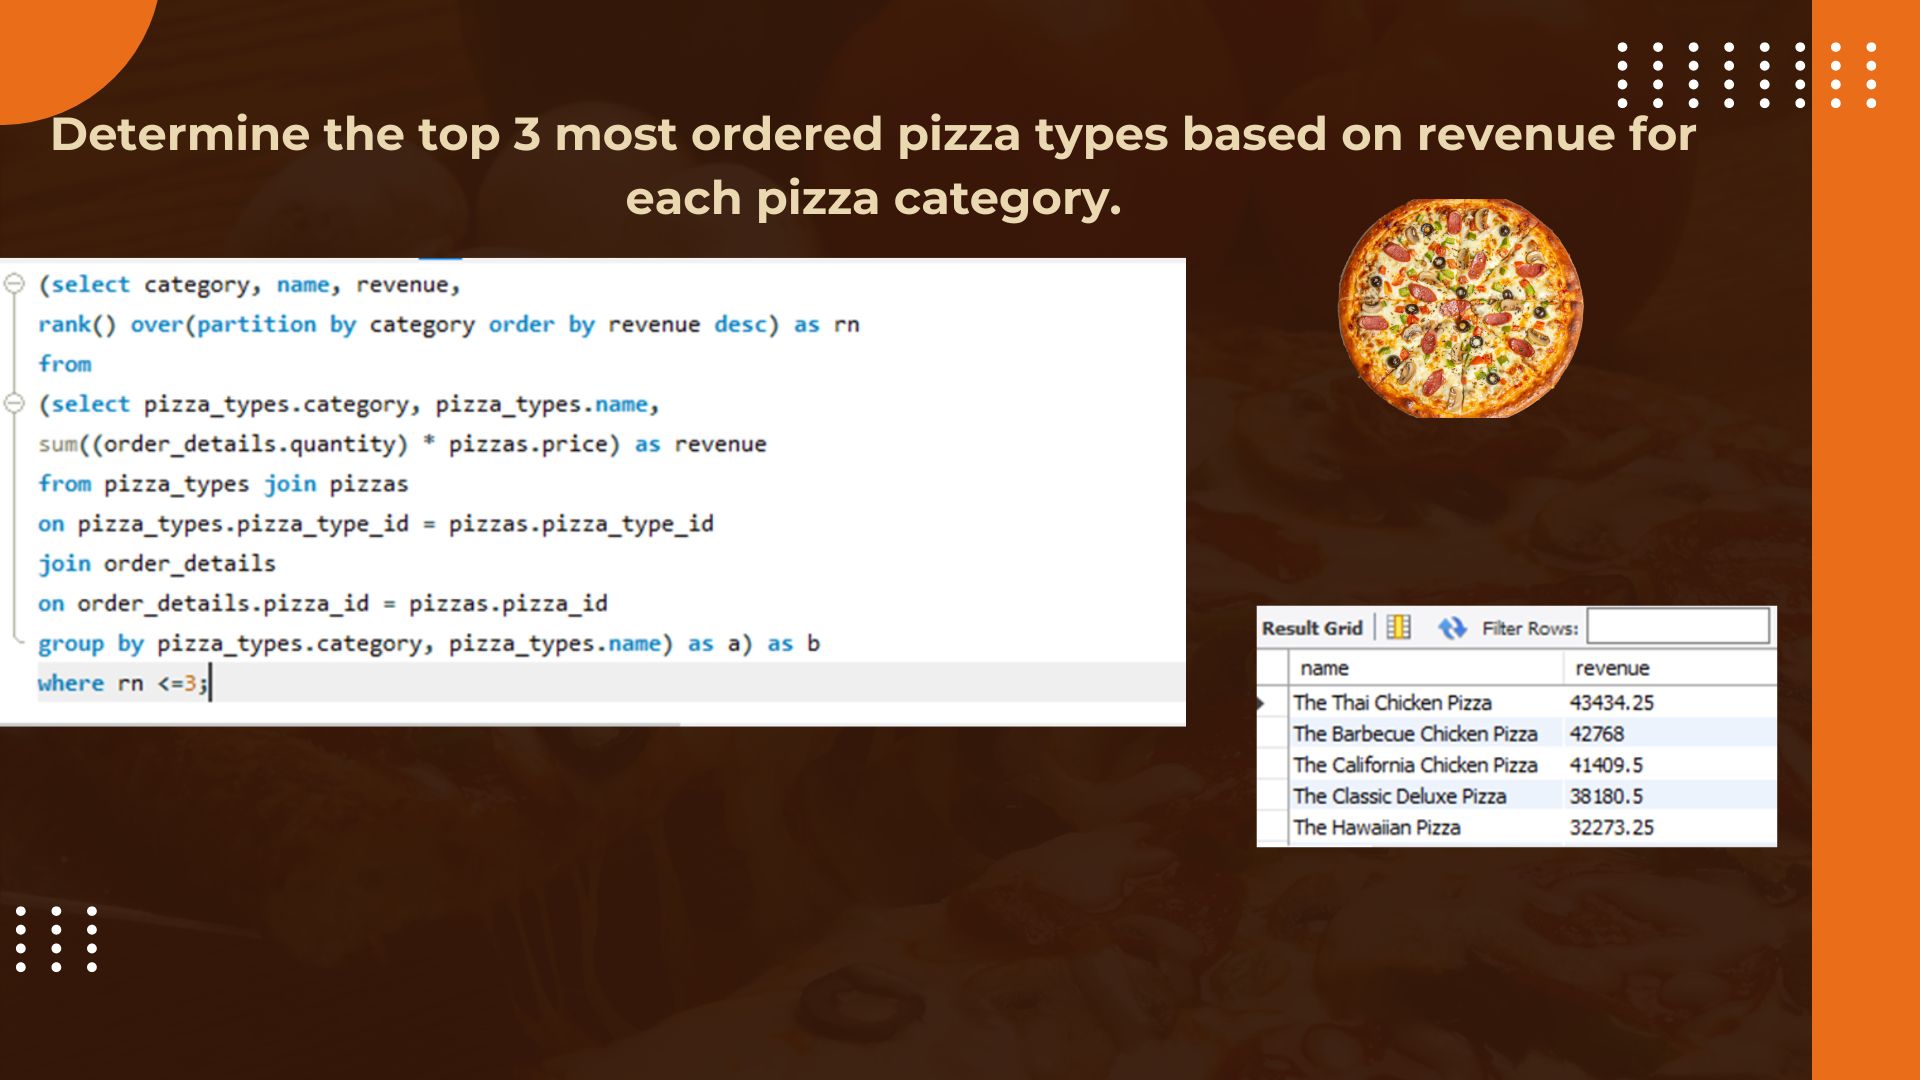 Determine the top 3 most ordered pizza types based on revenue for
each pizza category.
(select category, name, revenue,
rank() over(partition by category order by revenue desc) as rn
from
(select pizza_types.category, pizza_types.name,
sum((order_details.quantity) * pizzas.price) as revenue
from pizza_types join pizzas
on pizza_types.pizza_type_id = pizzas.pizza_type_id
join order_details
on order_details.pizza_id = pizzas.pizza_id
group by pizza_types.category, pizza_types.name) as a) as b
where rn <=3;
Result Grid Filter Rows:
name revenue
The Thai Chicken Pizza 43434.25
The Barbecue Chicken Pizza 42768
The California Chicken Pizza 41409.5
The Classic Deluxe Pizza 38180.5
The Hawaiian Pizza 32273.25